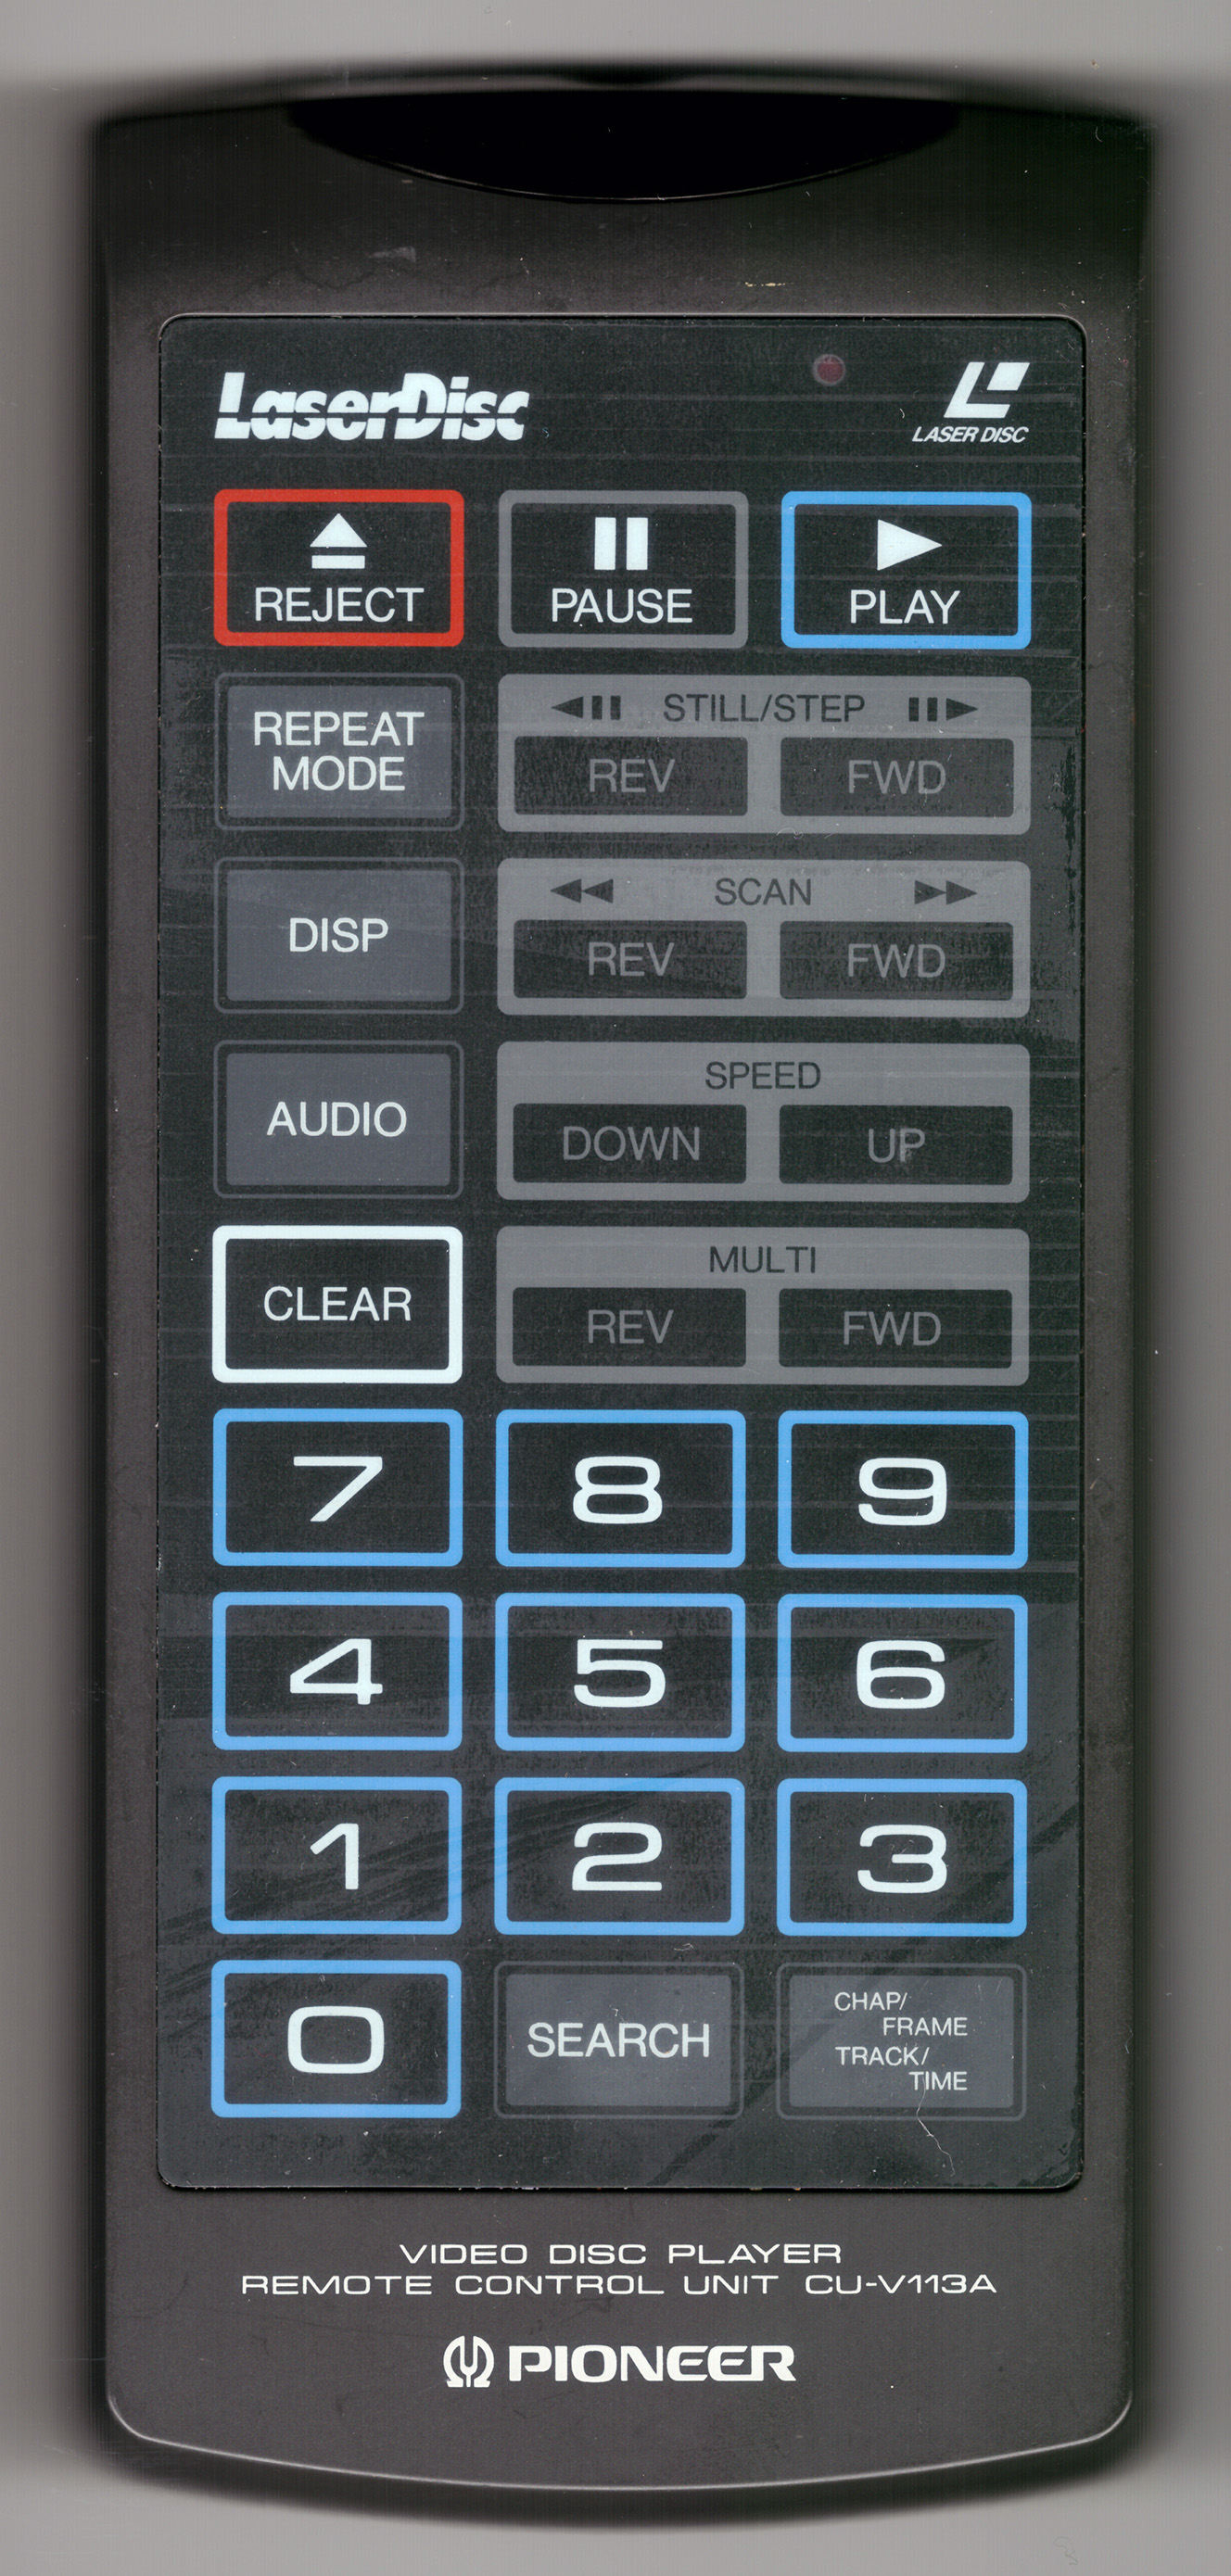 LaserDisc
LASER DISC
REJECT PAUSE PLAY
REPEAT
MODE
STILL/STEP
REV FWD
DISP
SCAN
REV FWD
AUDIO
SPEED
DOWN UP
CLEAR
MULTI
REV FWD
7 8 9
4 5 6
1 2 3
0 SEARCH
CHAP/
FRAME
TRACK/
TIME
VIDEO DISC PLAYER
REMOTE CONTROL UNIT CU-V113A
PIONEER